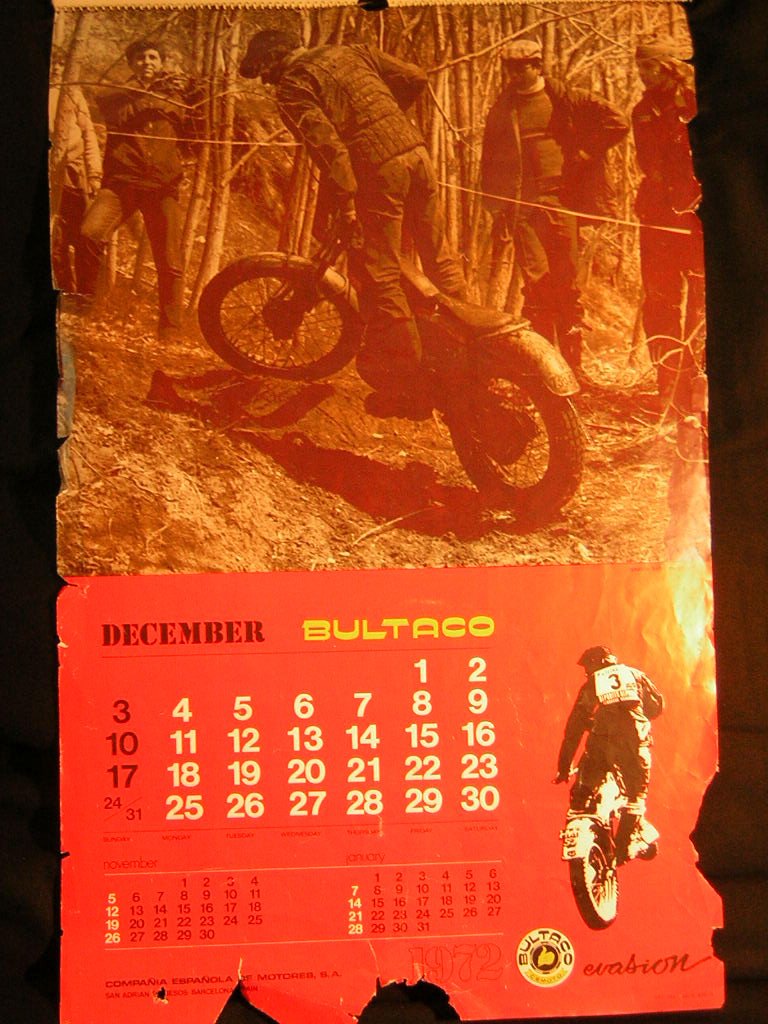 DECEMBER BULTACO
1 2
3 4 5 6 7 8 9
10 11 12 13 14 15 16
17 18 19 20 21 22 23
24/31 25 26 27 28 29 30
SUNDAY MONDAY TUESDAY WEDNESDAY THURSDAY FRIDAY SATURDAY
november
1 2 3 4
5 6 7 8 9 10 11
12 13 14 15 16 17 18
19 20 21 22 23 24 25
26 27 28 29 30
january
1 2 3 4 5 6
7 8 9 10 11 12 13
14 15 16 17 18 19 20
21 22 23 24 25 26 27
28 29 30 31
3
1972
BULTACO
CEMOTO
evasion
COMPAÑIA ESPAÑOLA DE MOTORES, S.A.
SAN ADRIAN BESOS BARCELONA